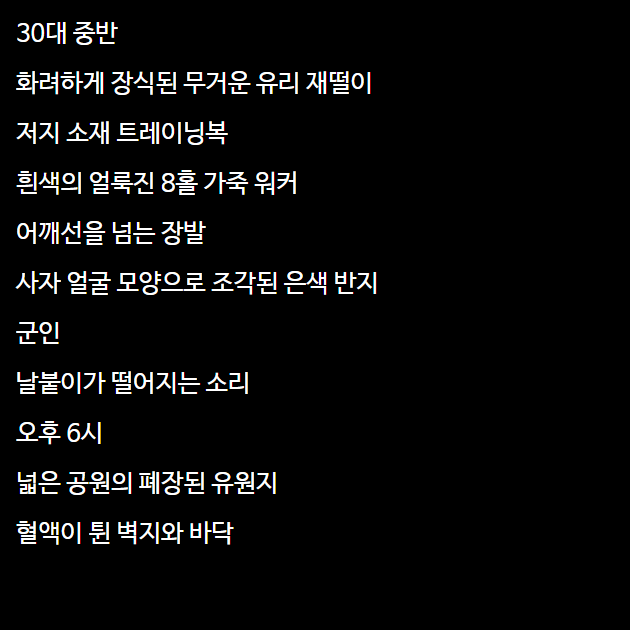 30대 중반
화려하게 장식된 무거운 유리 재떨이
저지 소재 트레이닝복
흰색의 얼룩진 8홀 가죽 워커
어깨선을 넘는 장발
사자 얼굴 모양으로 조각된 은색 반지
군인
날붙이가 떨어지는 소리
오후 6시
넓은 공원의 폐장된 유원지
혈액이 튄 벽지와 바닥